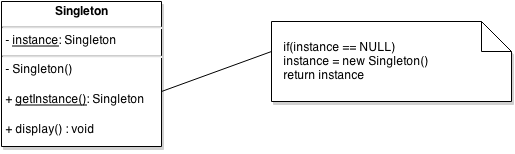 Singleton
- instance: Singleton
- Singleton()
+ getInstance(): Singleton
+ display() : void
if(instance == NULL)
instance = new Singleton()
return instance